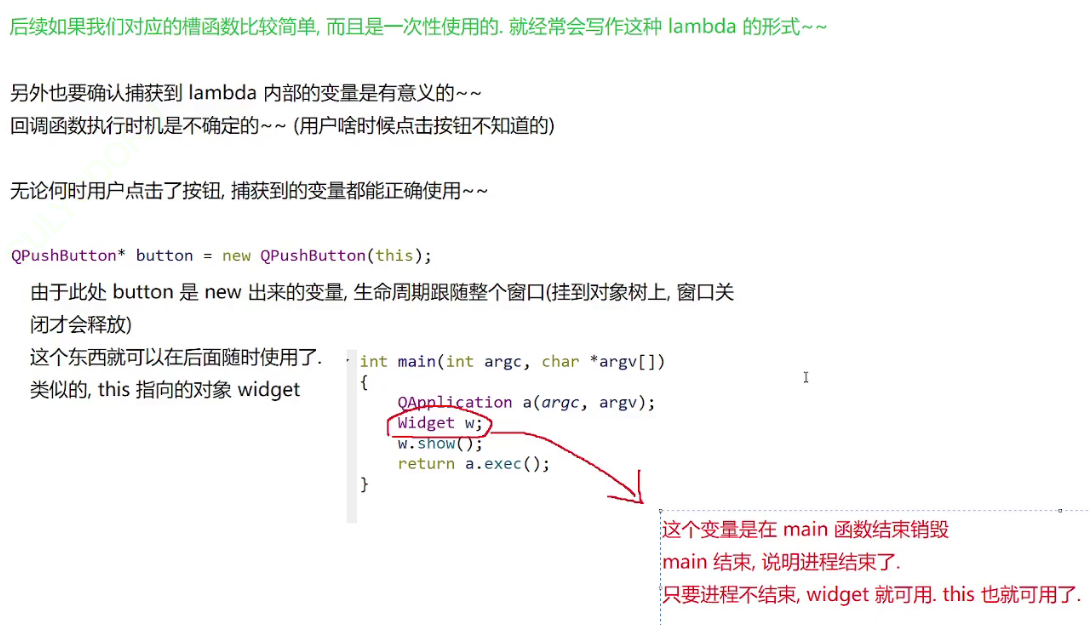 后续如果我们对应的槽函数比较简单, 而且是一次性使用的. 就经常会写作这种 lambda 的形式~~
另外也要确认捕获到 lambda 内部的变量是有意义的~~
回调函数执行时机是不确定的~~ (用户啥时候点击按钮不知道的)
无论何时用户点击了按钮, 捕获到的变量都能正确使用~~
QPushButton* button = new QPushButton(this);
由于此处 button 是 new 出来的变量, 生命周期跟随整个窗口(挂到对象树上, 窗口关
闭才会释放)
这个东西就可以在后面随时使用了.
类似的, this 指向的对象 widget
int main(int argc, char *argv[])
{
QApplication a(argc, argv);
Widget w;
w.show();
return a.exec();
}
这个变量是在 main 函数结束销毁
main 结束, 说明进程结束了.
只要进程不结束, widget 就可用. this 也就可用了.